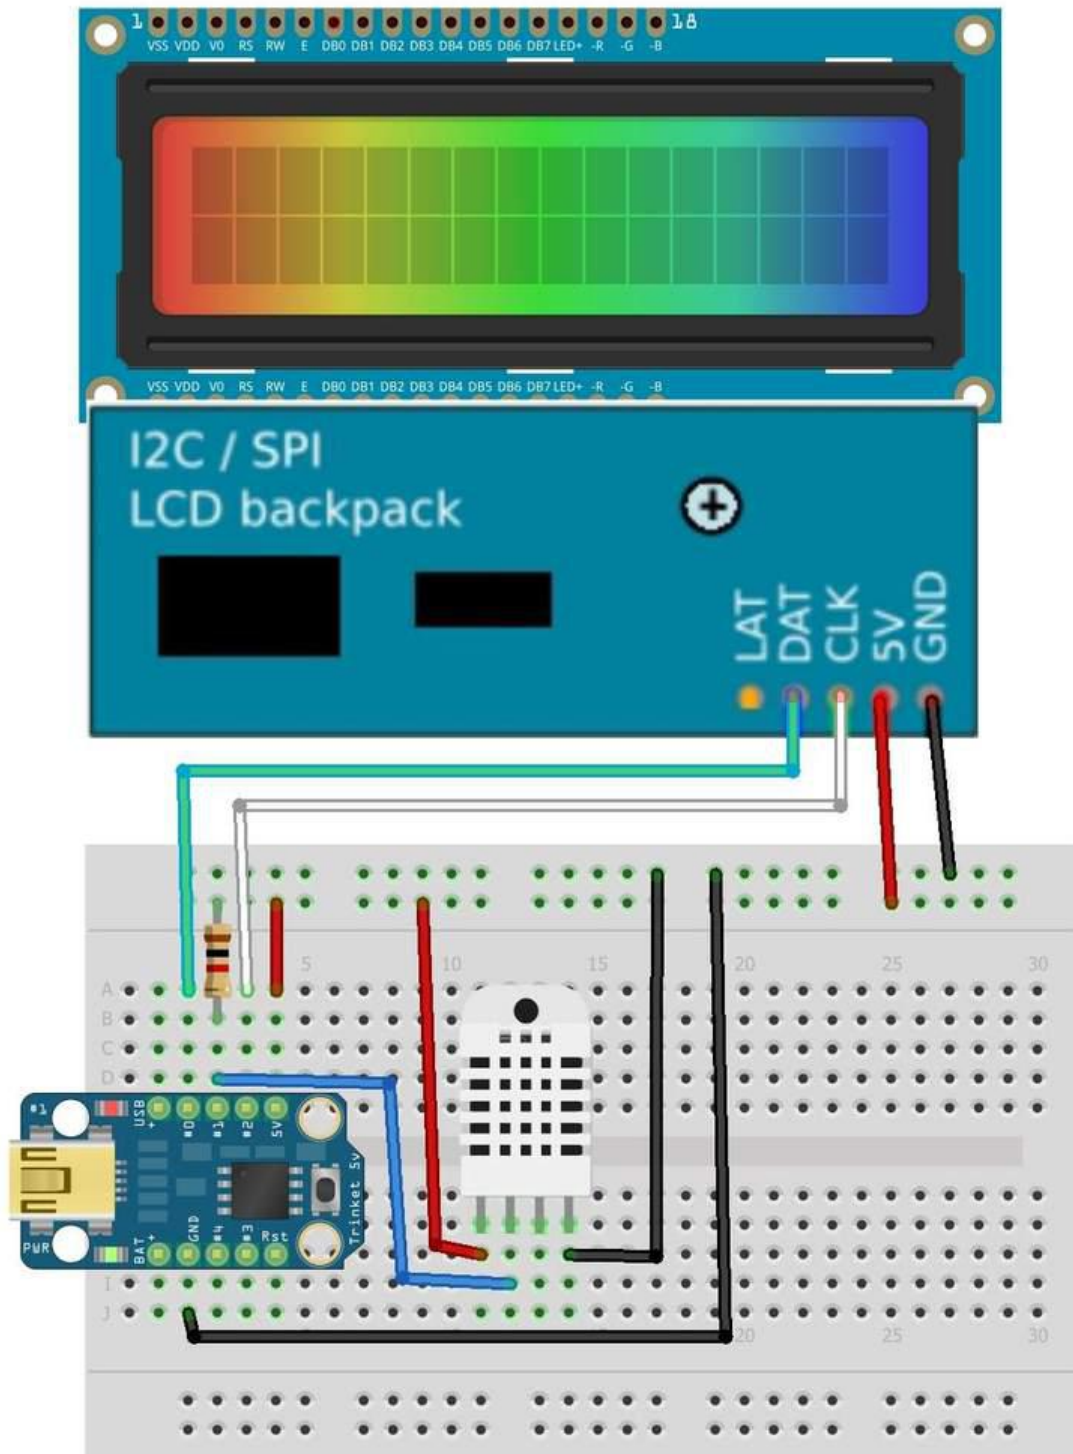 1 18
VSS VDD V0 RS RW E DB0 DB1 DB2 DB3 DB4 DB5 DB6 DB7 LED+ -R -G -B
VSS VDD V0 RS RW E DB0 DB1 DB2 DB3 DB4 DB5 DB6 DB7 LED+ -R -G -B
I2C / SPI
LCD backpack
LAT
DAT
CLK
5V
GND
5 10 15 20 25 30
A
B
C
D
#1
USB
+
#0
#1
#2
5V
Trinket 5v
PWR
BAT
+
GND
#4
#3
Rst
I
J
5 15 20 25 30